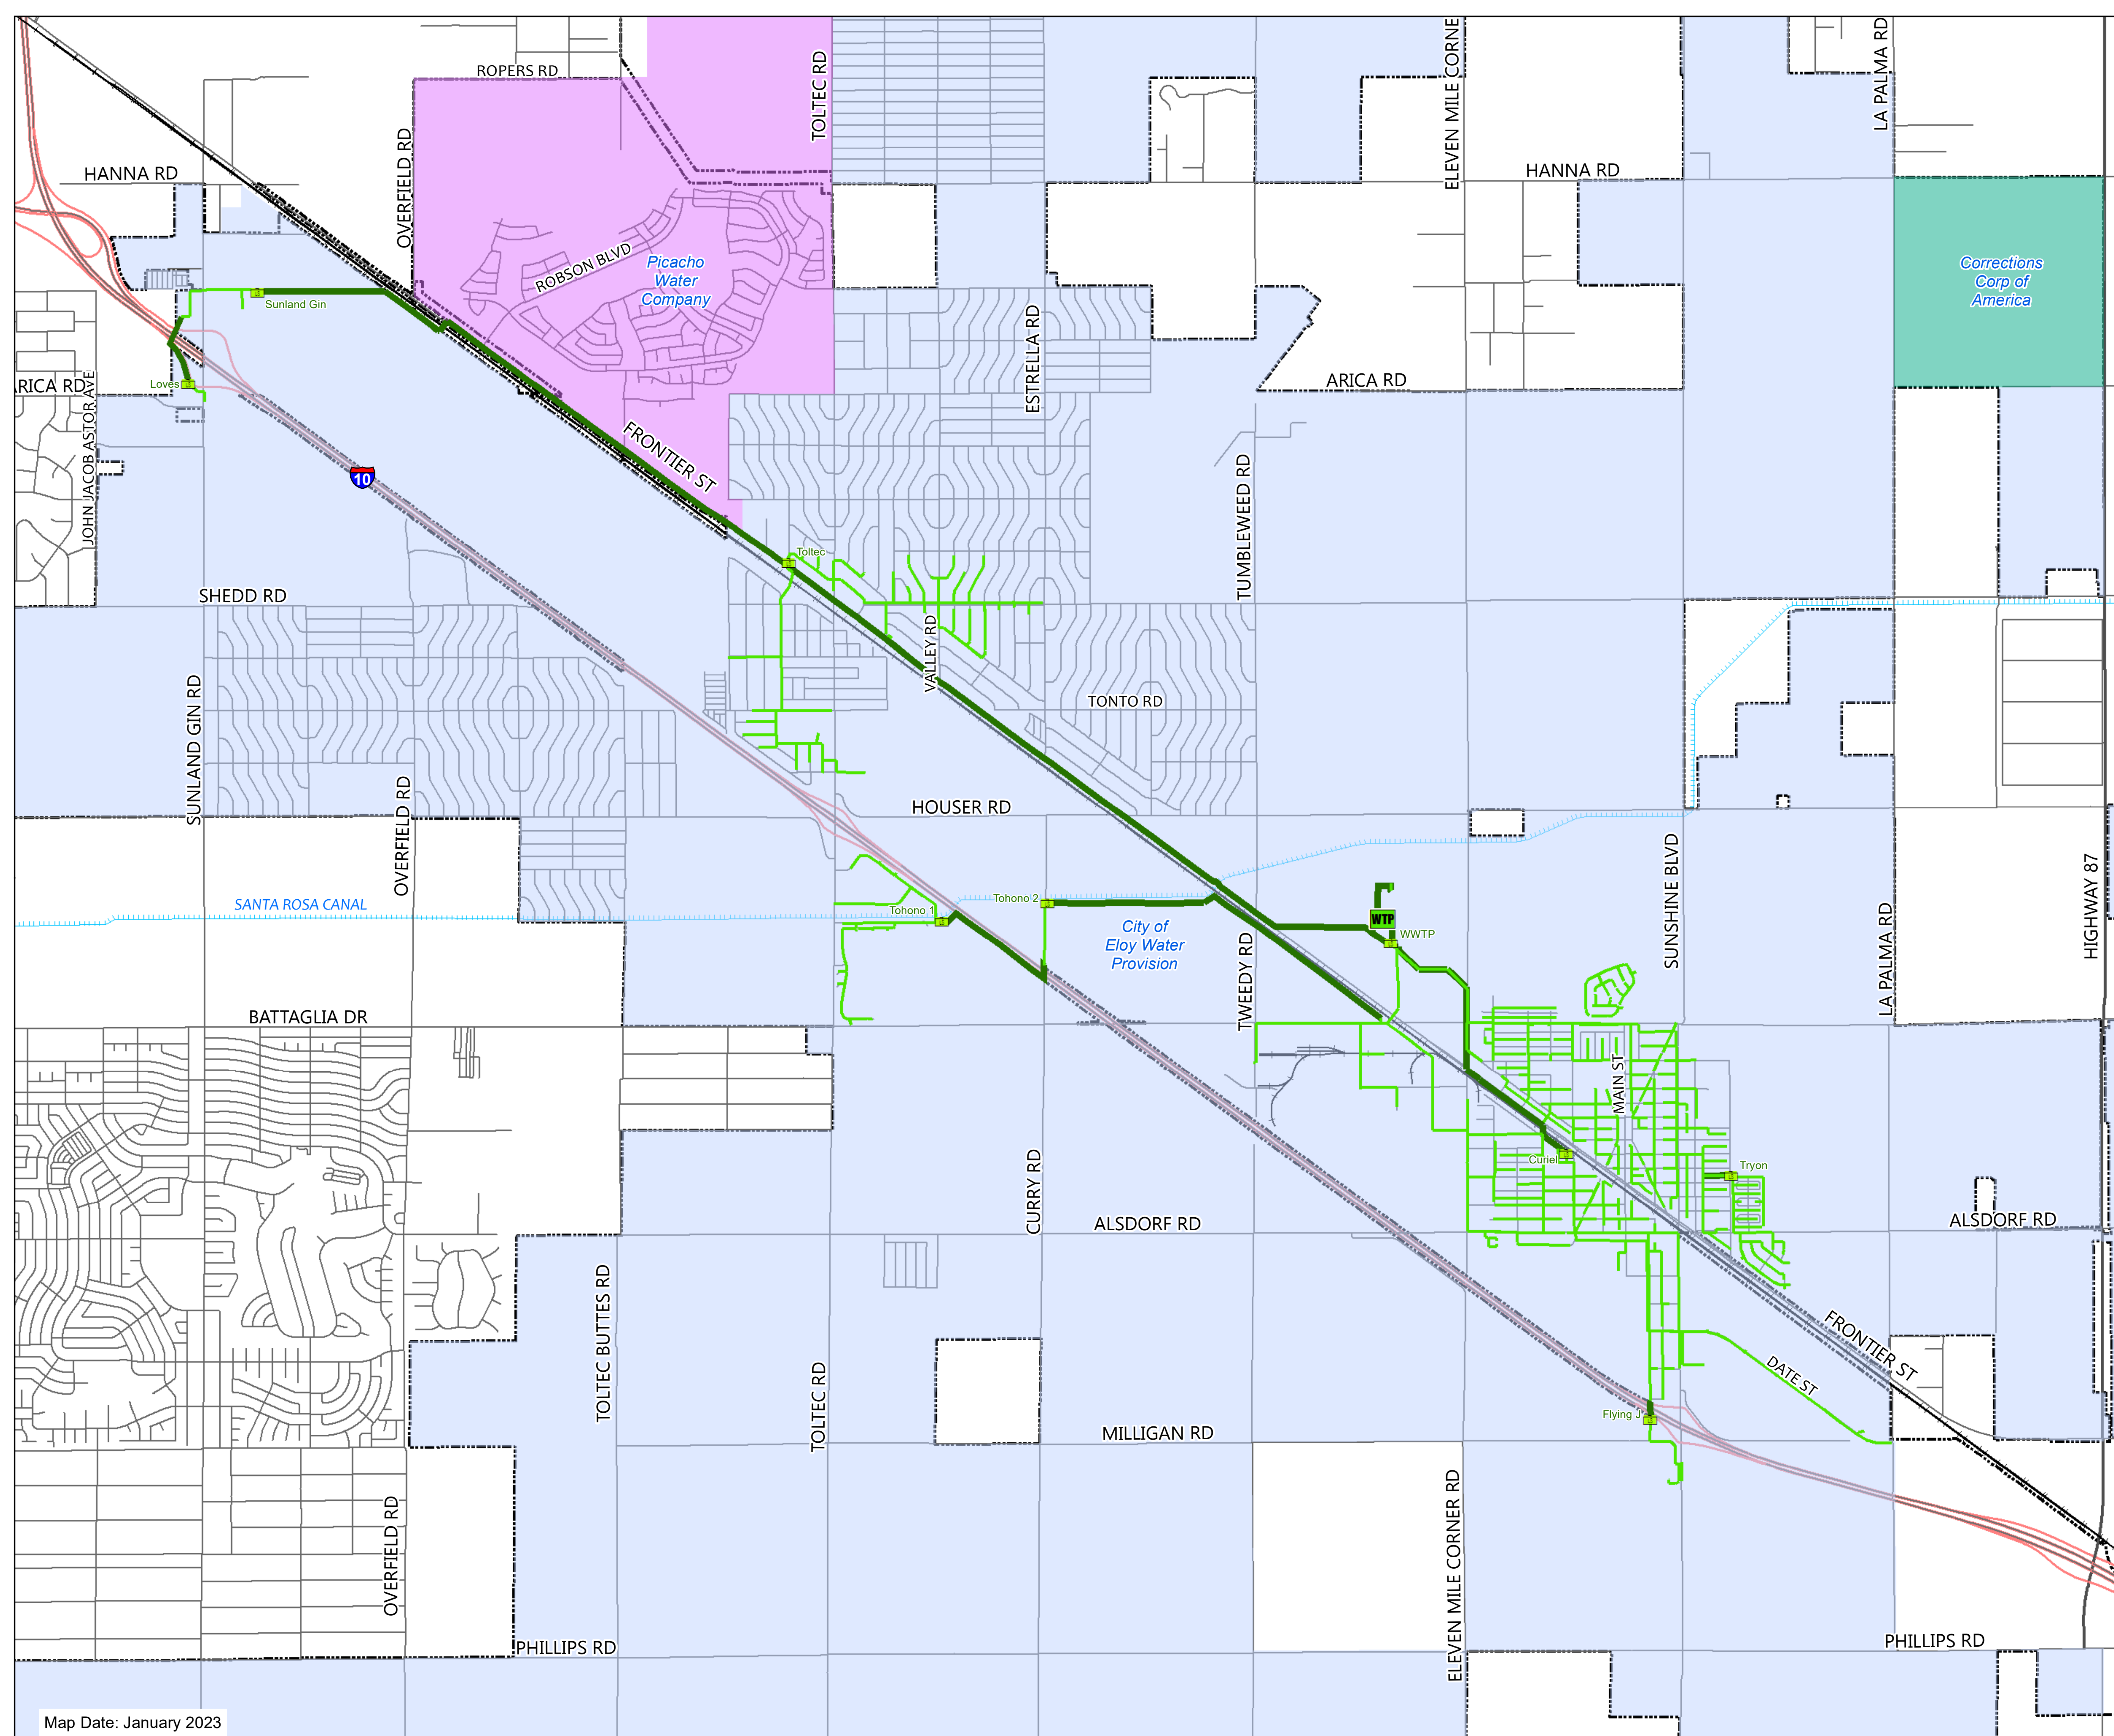 ROPERS RD
TOLTEC RD
ELEVEN MILE CORNE
LA PALMA RD
HANNA RD
OVERFIELD RD
HANNA RD
ROBSON BLVD
Picacho
Water
Company
Corrections
Corp of
America
Sunland Gin
ESTRELLA RD
Loves
ARICA RD
JOHN JACOB ASTOR AVE
ARICA RD
10
FRONTIER ST
TUMBLEWEED RD
Toltec
SHEDD RD
VALLEY RD
SUNLAND GIN RD
TONTO RD
OVERFIELD RD
HOUSER RD
SUNSHINE BLVD
HIGHWAY 87
SANTA ROSA CANAL
Tohono 1
Tohono 2
WTP
WWTP
City of
Eloy Water
Provision
TWEEDY RD
LA PALMA RD
BATTAGLIA DR
MAIN ST
Curiel
Tryon
CURRY RD
ALSDORF RD
ALSDORF RD
TOLTEC BUTTES RD
TOLTEC RD
FRONTIER ST
DATE ST
Flying J
MILLIGAN RD
OVERFIELD RD
ELEVEN MILE CORNER RD
PHILLIPS RD
PHILLIPS RD
Map Date: January 2023